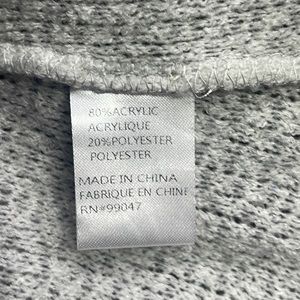 80%ACRYLIC
ACRYLIQUE
20%POLYESTER
POLYESTER
MADE IN CHINA
FABRIQUE EN CHINE
RN#99047